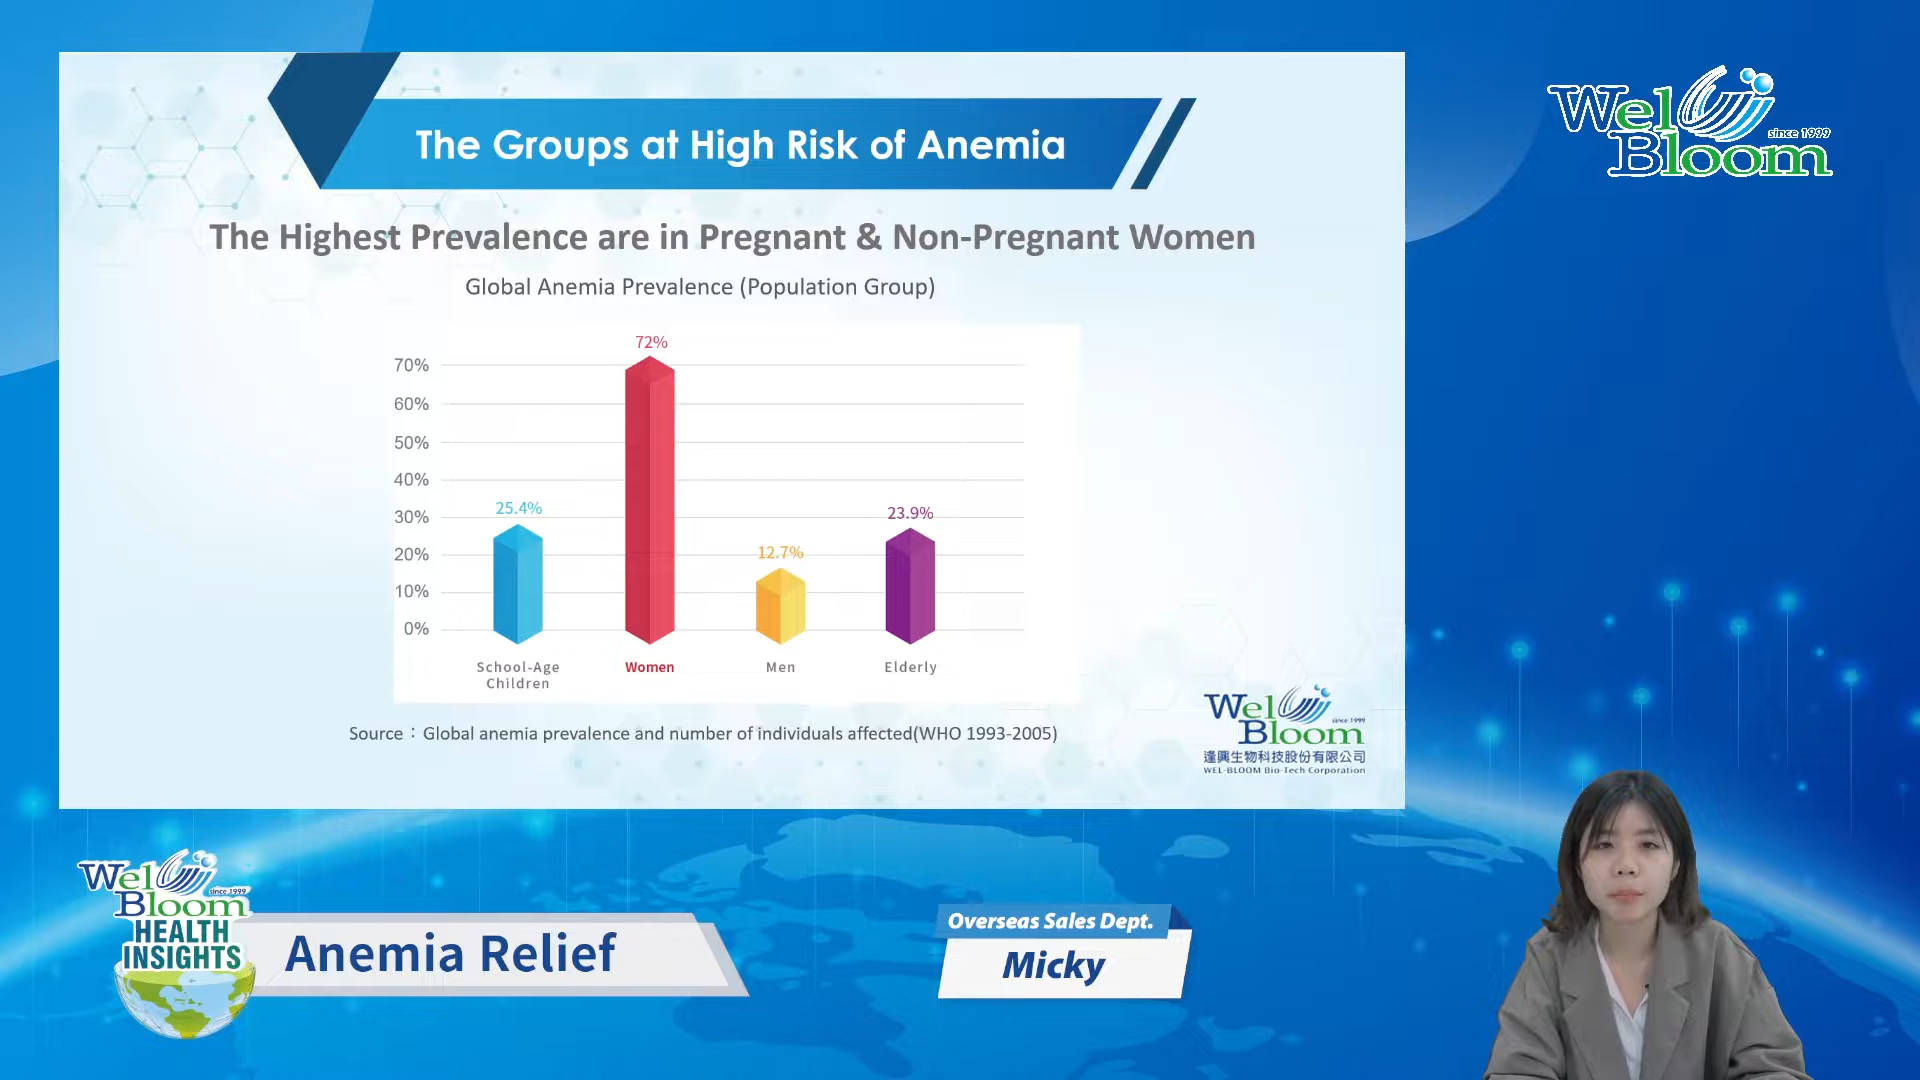 The Groups at High Risk of Anemia
The Highest Prevalence are in Pregnant & Non-Pregnant Women
Global Anemia Prevalence (Population Group)
72%
70%
60%
50%
40%
30%
20%
10%
0%
25.4%
12.7%
23.9%
School-Age
Children
Women
Men
Elderly
Source：Global anemia prevalence and number of individuals affected(WHO 1993-2005)
Wel
Bloom
since 1999
逢興生物科技股份有限公司
WEL-BLOOM Bio-Tech Corporation
Wel
Bloom
since 1999
Wel
Bloom
since 1999
HEALTH
INSIGHTS
Anemia Relief
Overseas Sales Dept.
Micky